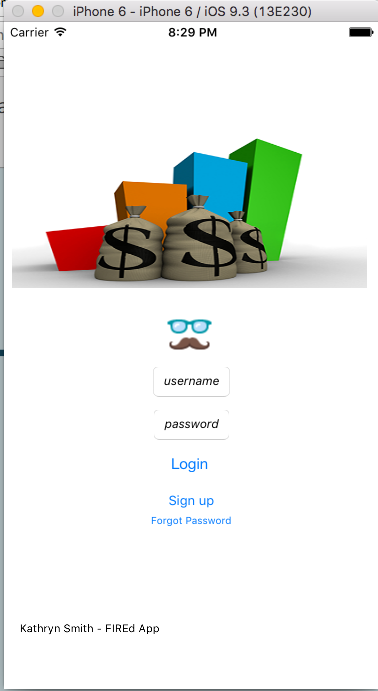 iPhone 6 - iPhone 6 / iOS 9.3 (13E230)
Carrier 8:29 PM
$ $ $
username
password
Login
Sign up
Forgot Password
Kathryn Smith - FIREd App